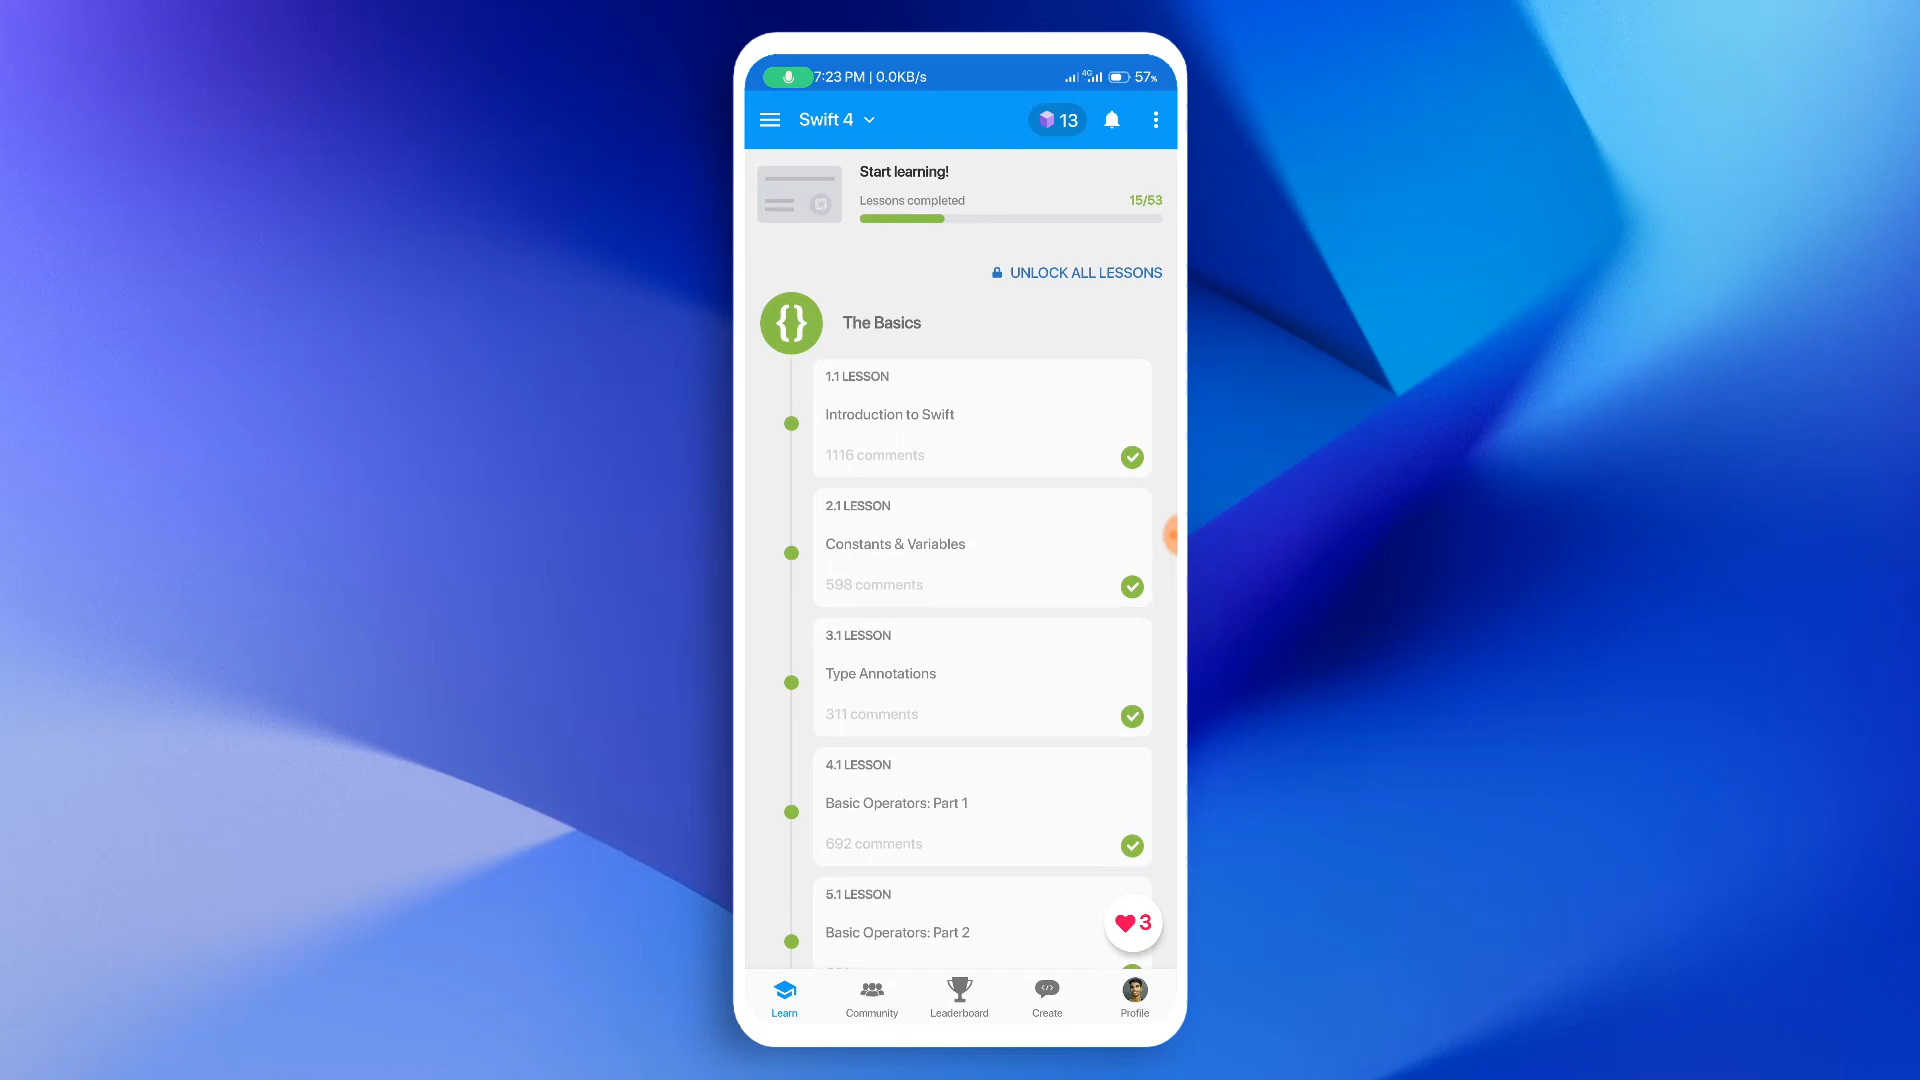 7:23 PM | 0.0KB/s 4G 57%
Swift 4 13
Start learning!
Lessons completed 15/53
UNLOCK ALL LESSONS
{} The Basics
1.1 LESSON
Introduction to Swift
1116 comments
2.1 LESSON
Constants & Variables
598 comments
3.1 LESSON
Type Annotations
311 comments
4.1 LESSON
Basic Operators: Part 1
692 comments
5.1 LESSON
Basic Operators: Part 2
3
Learn Community Leaderboard Create Profile